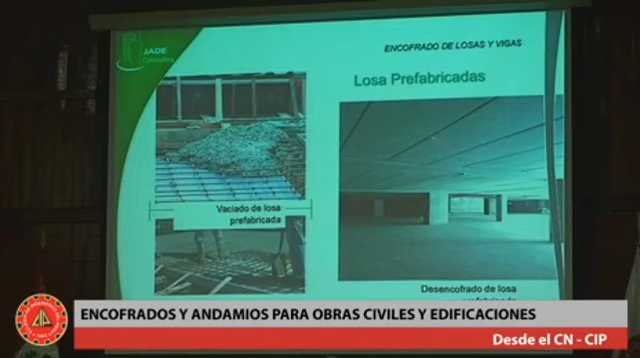 JADE
Consulting
ENCOFRADO DE LOSAS Y VIGAS
Losa Prefabricadas
Vaciado de losa
prefabricada
Desencofrado de losa
ENCOFRADOS Y ANDAMIOS PARA OBRAS CIVILES Y EDIFICACIONES
Desde el CN - CIP